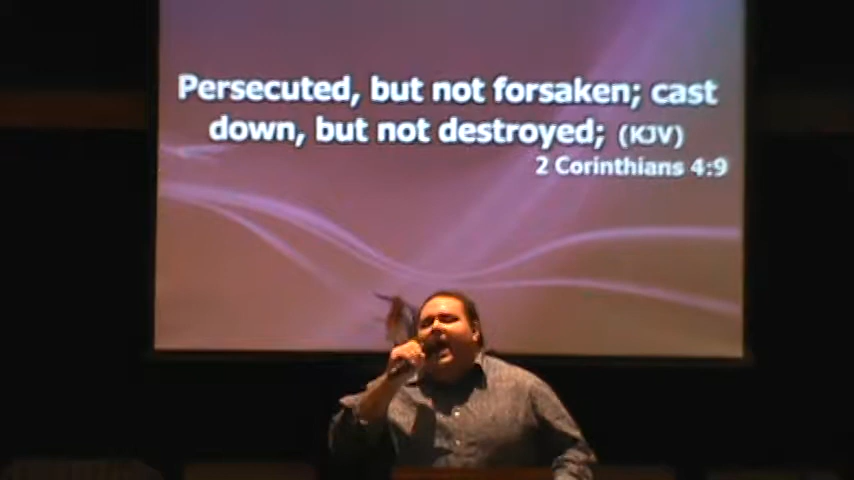 Persecuted, but not forsaken; cast
down, but not destroyed; (KJV)
2 Corinthians 4:9